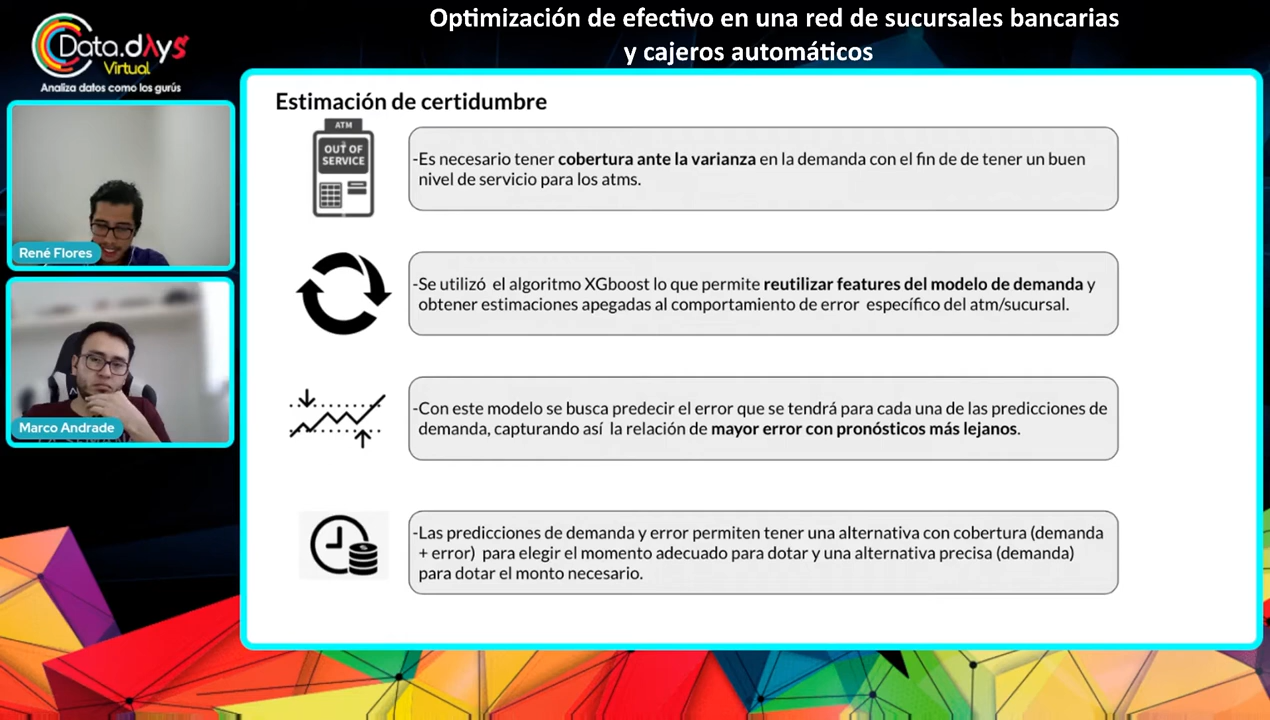 Optimización de efectivo en una red de sucursales bancarias
y cajeros automáticos
Data.dAys
Virtual
Analiza datos como los gurús
René Flores
Marco Andrade
Estimación de certidumbre
ATM
OUT OF
SERVICE
-Es necesario tener cobertura ante la varianza en la demanda con el fin de de tener un buen
nivel de servicio para los atms.
-Se utilizó el algoritmo XGboost lo que permite reutilizar features del modelo de demanda y
obtener estimaciones apegadas al comportamiento de error específico del atm/sucursal.
-Con este modelo se busca predecir el error que se tendrá para cada una de las predicciones de
demanda, capturando así la relación de mayor error con pronósticos más lejanos.
-Las predicciones de demanda y error permiten tener una alternativa con cobertura (demanda
+ error) para elegir el momento adecuado para dotar y una alternativa precisa (demanda)
para dotar el monto necesario.